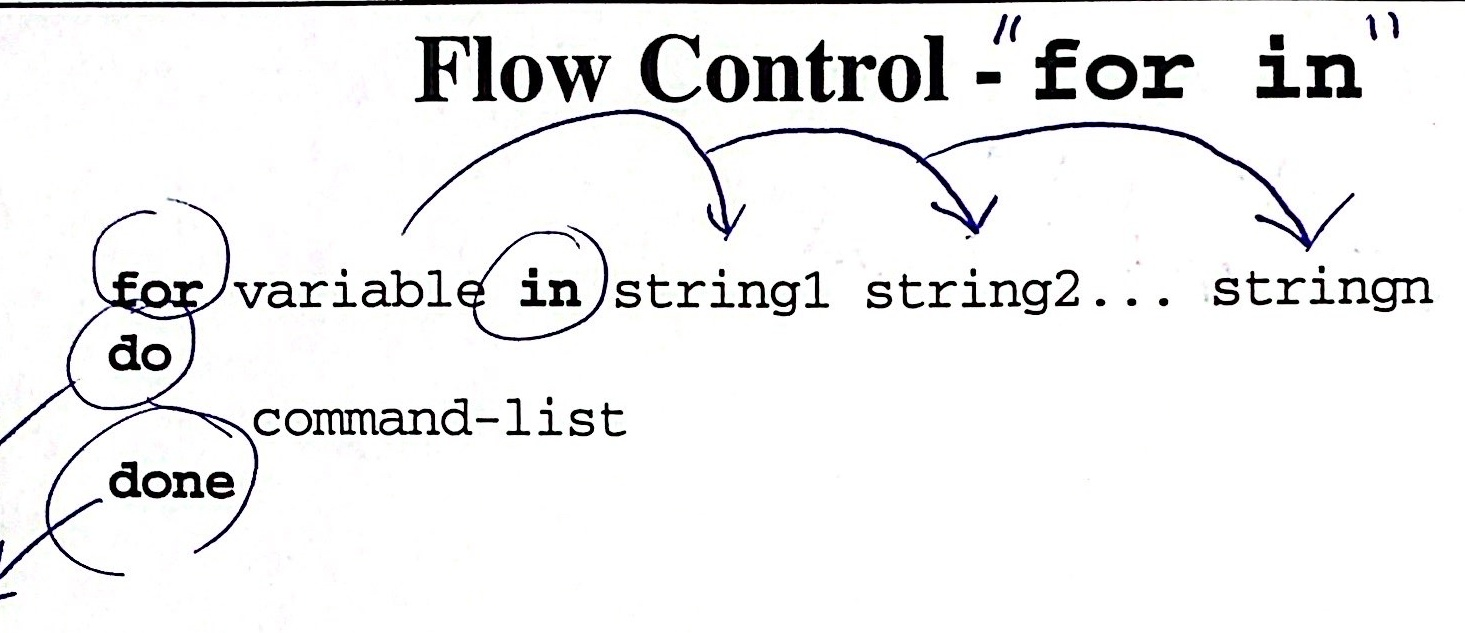 Flow Control - "for in"
for variable in string1 string2... stringn
do
command-list
done